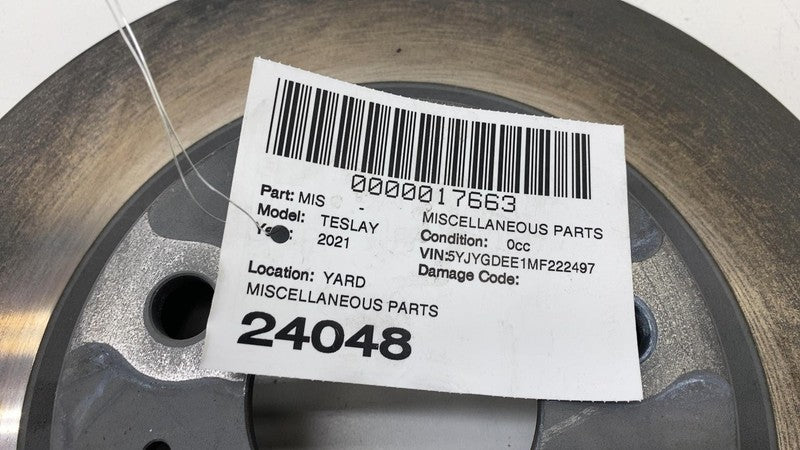 0000017663
Part: MIS - MISCELLANEOUS PARTS
Model: TESLAY Condition: 0cc
2021 VIN:5YJYGDEE1MF222497
Damage Code:
Location: YARD
MISCELLANEOUS PARTS
24048